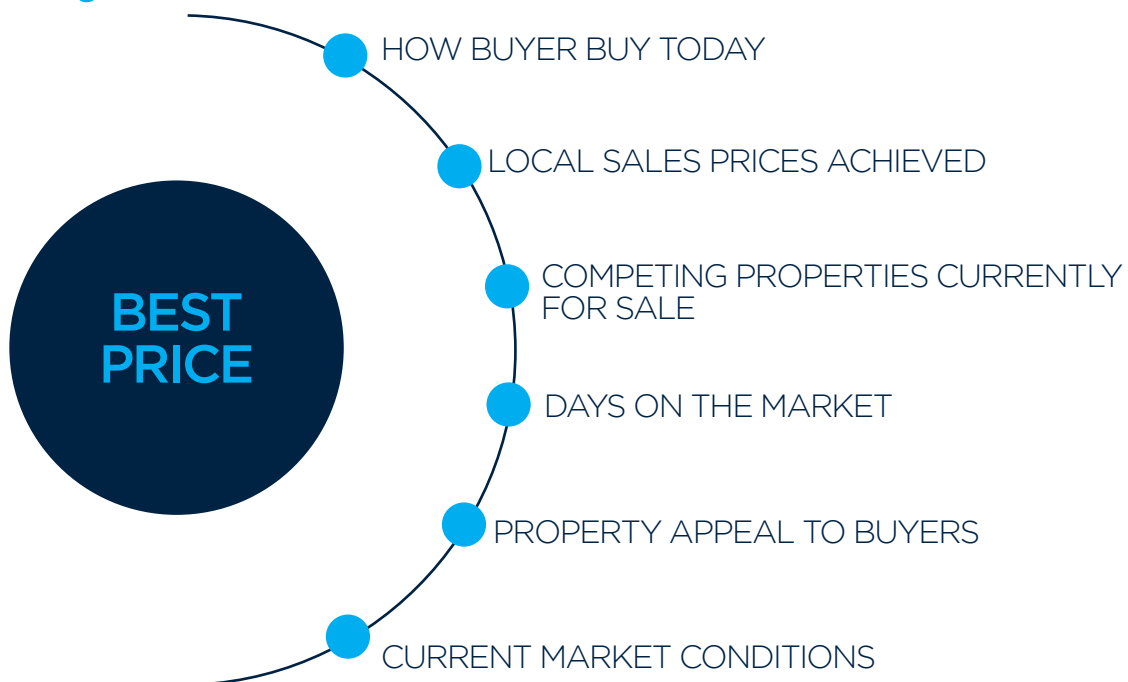 HOW BUYER BUY TODAY
LOCAL SALES PRICES ACHIEVED
COMPETING PROPERTIES CURRENTLY
FOR SALE
BEST
PRICE
DAYS ON THE MARKET
PROPERTY APPEAL TO BUYERS
CURRENT MARKET CONDITIONS